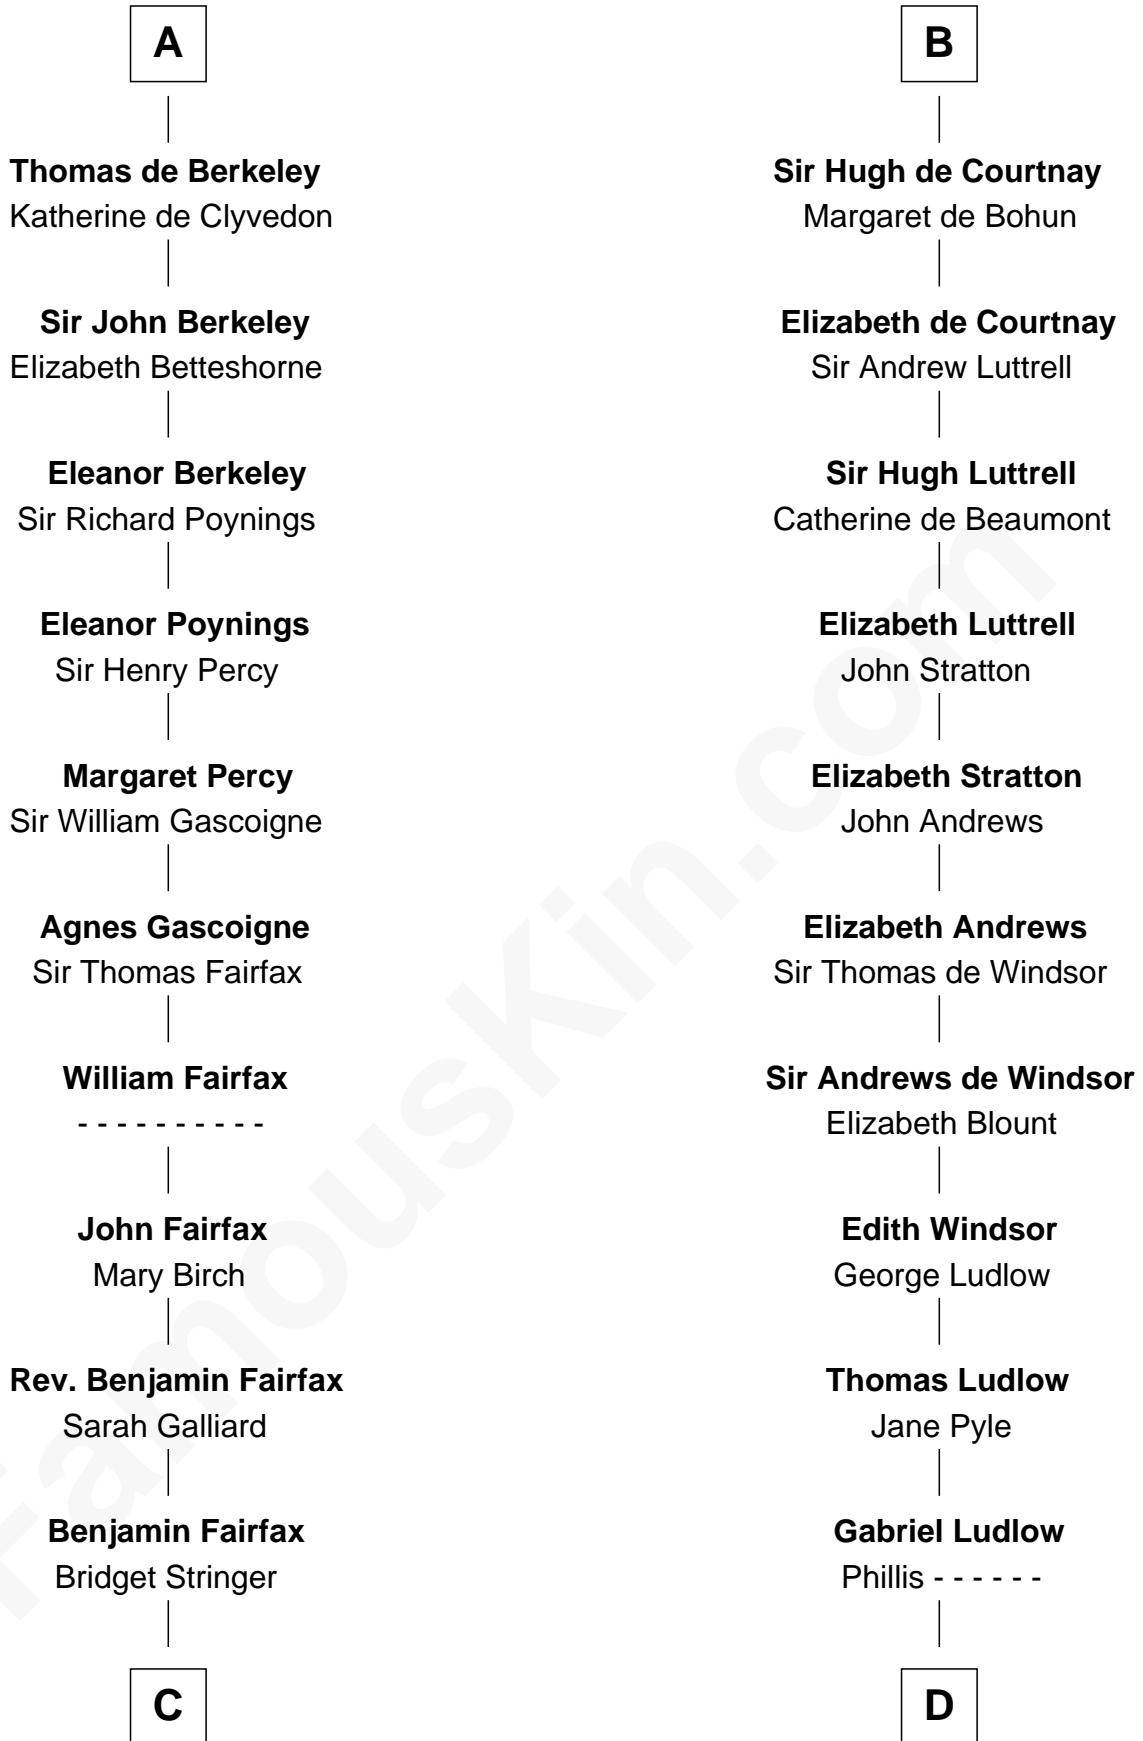 A
Thomas de Berkeley
Katherine de Clyvedon
Sir John Berkeley
Elizabeth Betteshorne
Eleanor Berkeley
Sir Richard Poynings
Eleanor Poynings
Sir Henry Percy
Margaret Percy
Sir William Gascoigne
Agnes Gascoigne
Sir Thomas Fairfax
William Fairfax
- - - - - - - - - -
John Fairfax
Mary Birch
Rev. Benjamin Fairfax
Sarah Galliard
Benjamin Fairfax
Bridget Stringer
C
B
Sir Hugh de Courtnay
Margaret de Bohun
Elizabeth de Courtnay
Sir Andrew Luttrell
Sir Hugh Luttrell
Catherine de Beaumont
Elizabeth Luttrell
John Stratton
Elizabeth Stratton
John Andrews
Elizabeth Andrews
Sir Thomas de Windsor
Sir Andrews de Windsor
Elizabeth Blount
Edith Windsor
George Ludlow
Thomas Ludlow
Jane Pyle
Gabriel Ludlow
Phillis - - - - - -
D
FamousKin.com